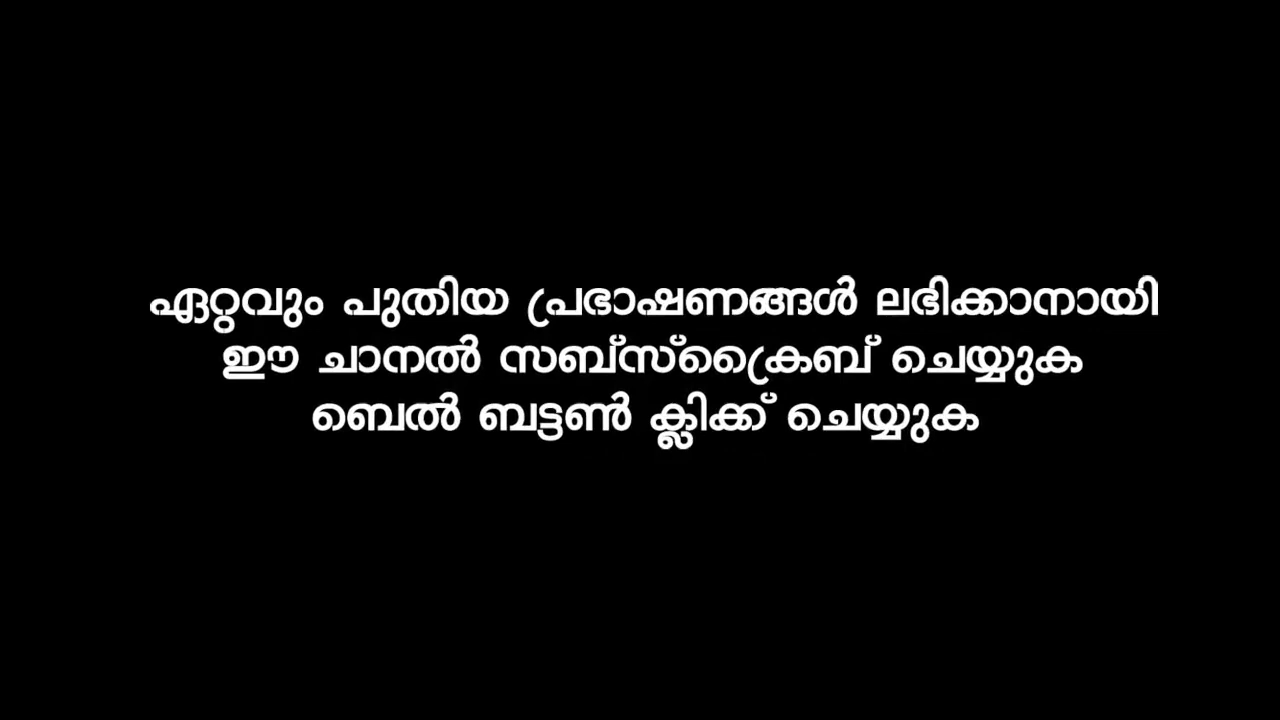 ഏറ്റവും പുതിയ പ്രഭാഷണങ്ങൾ ലഭിക്കാനായി
ഈ ചാനൽ സബ്സ്ക്രൈബ് ചെയ്യുക
ബെൽ ബട്ടൺ ക്ലിക്ക് ചെയ്യുക